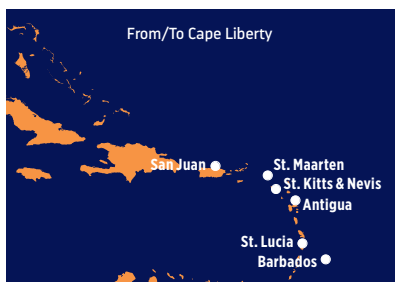 From/To Cape Liberty
San Juan
St. Maarten
St. Kitts & Nevis
Antigua
St. Lucia
Barbados